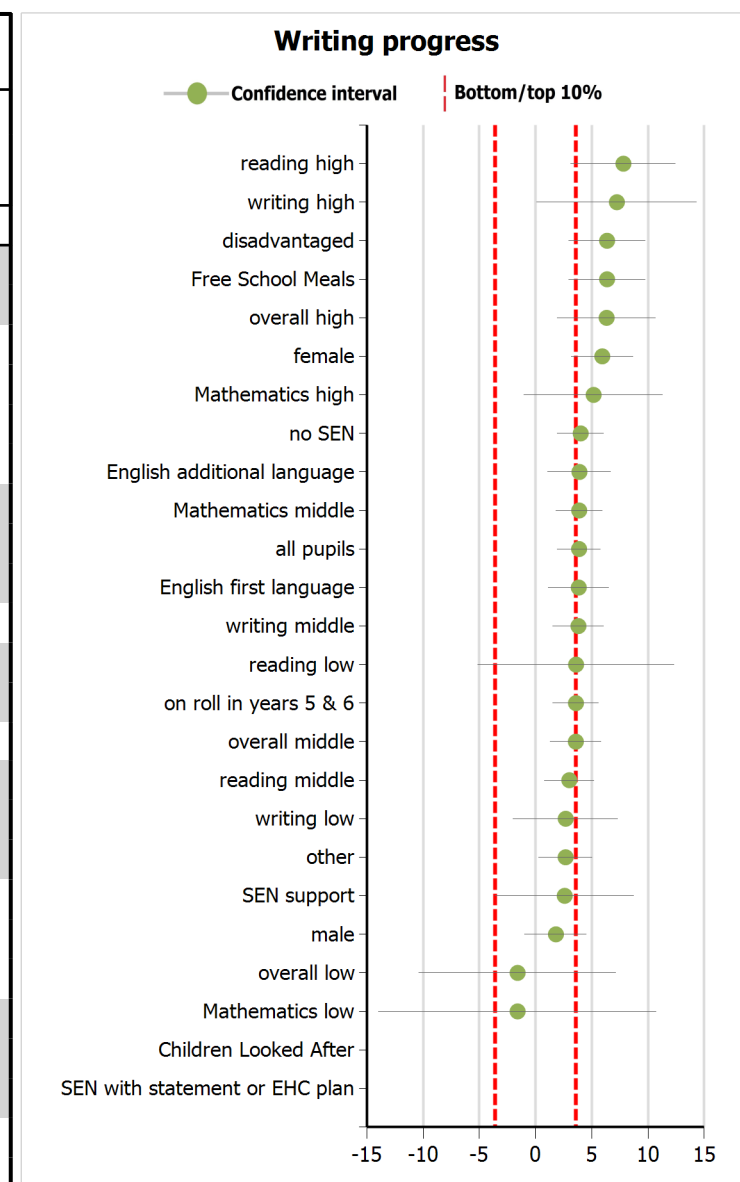 Writing progress
Confidence interval
Bottom/top 10%
reading high
writing high
disadvantaged
Free School Meals
overall high
female
Mathematics high
no SEN
English additional language
Mathematics middle
all pupils
English first language
writing middle
reading low
on roll in years 5 & 6
overall middle
reading middle
writing low
other
SEN support
male
overall low
Mathematics low
Children Looked After
SEN with statement or EHC plan
-15 -10 -5 0 5 10 15